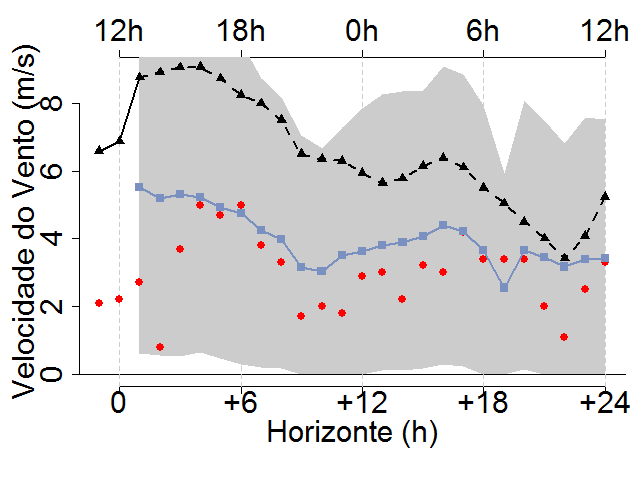 12h 18h 0h 6h 12h
Velocidade do Vento (m/s)
8
6
4
2
0
0 +6 +12 +18 +24
Horizonte (h)